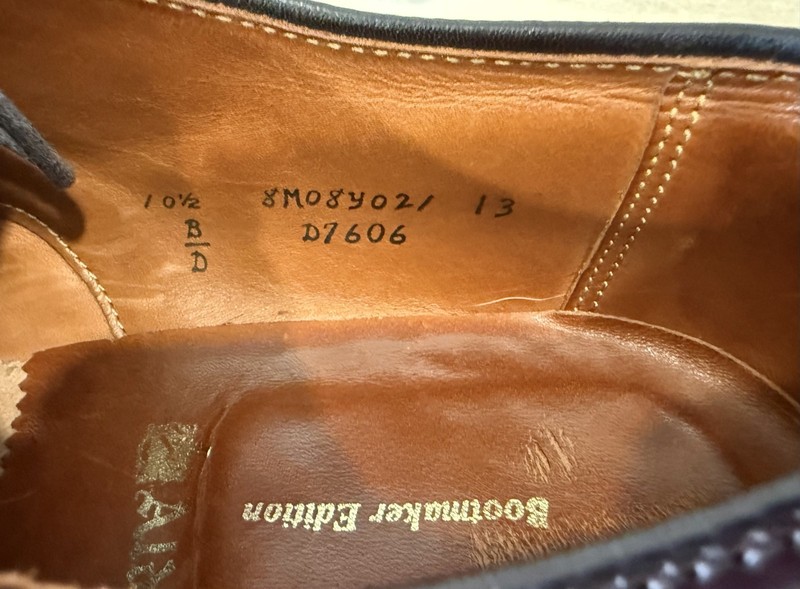 10½ 8M08Y021 13
B
D
D7606
Bootmaker Edition